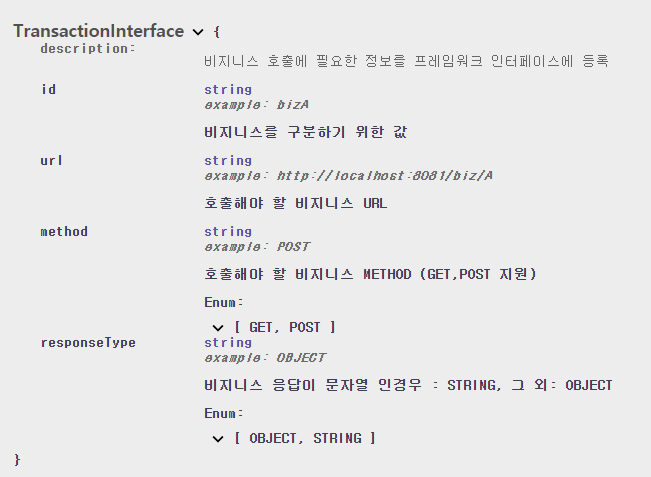 TransactionInterface {
description:
비지니스 호출에 필요한 정보를 프레임워크 인터페이스에 등록
id string
example: bizA
비지니스를 구분하기 위한 값
url string
example: http://localhost:8081/biz/A
호출해야 할 비지니스 URL
method string
example: POST
호출해야 할 비지니스 METHOD (GET,POST 지원)
Enum:
[ GET, POST ]
responseType string
example: OBJECT
비지니스 응답이 문자열 인경우 : STRING, 그 외: OBJECT
Enum:
[ OBJECT, STRING ]
}